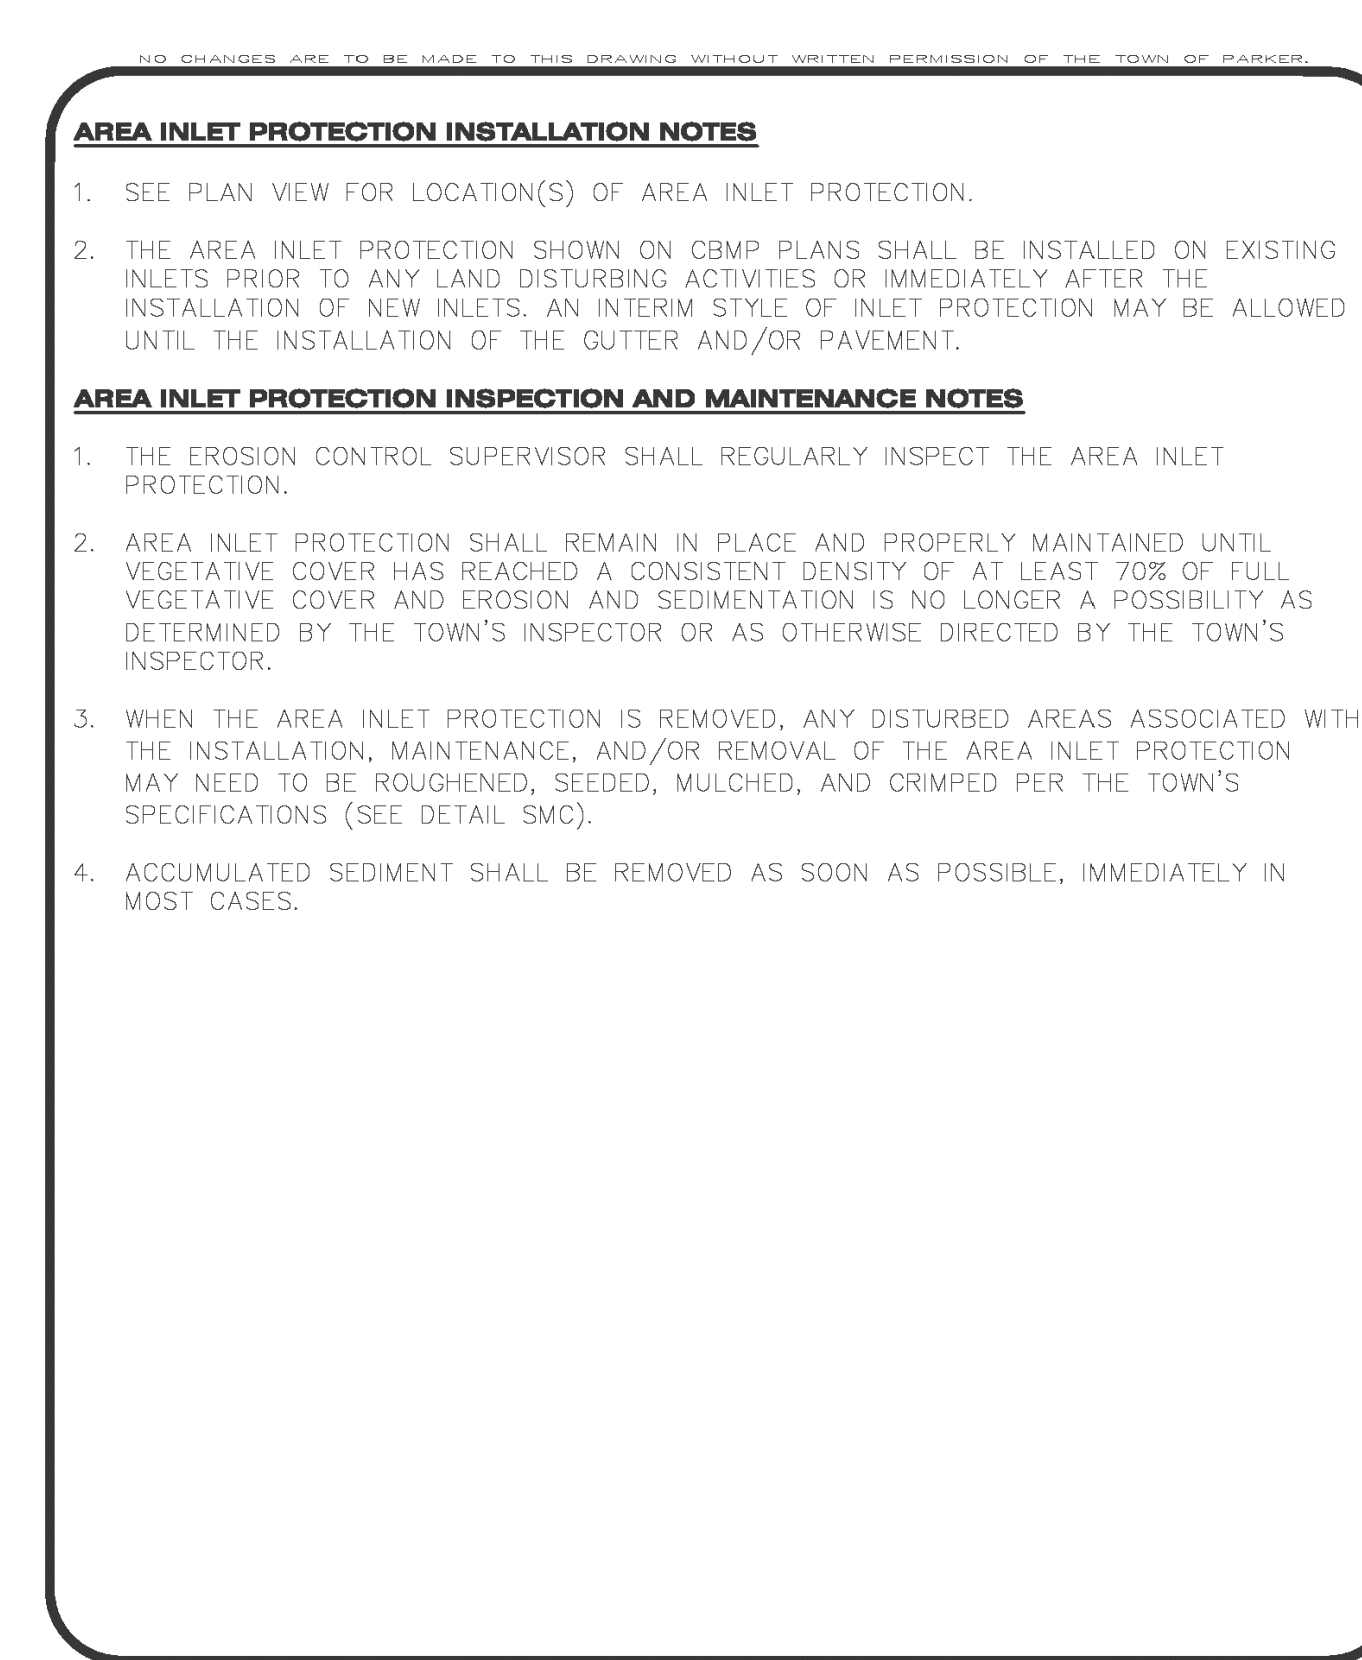 NO CHANGES ARE TO BE MADE TO THIS DRAWING WITHOUT WRITTEN PERMISSION OF THE TOWN OF PARKER.
AREA INLET PROTECTION INSTALLATION NOTES
1. SEE PLAN VIEW FOR LOCATION(S) OF AREA INLET PROTECTION.
2. THE AREA INLET PROTECTION SHOWN ON CBMP PLANS SHALL BE INSTALLED ON EXISTING
INLETS PRIOR TO ANY LAND DISTURBING ACTIVITIES OR IMMEDIATELY AFTER THE
INSTALLATION OF NEW INLETS. AN INTERIM STYLE OF INLET PROTECTION MAY BE ALLOWED
UNTIL THE INSTALLATION OF THE GUTTER AND/OR PAVEMENT.
AREA INLET PROTECTION INSPECTION AND MAINTENANCE NOTES
1. THE EROSION CONTROL SUPERVISOR SHALL REGULARLY INSPECT THE AREA INLET
PROTECTION.
2. AREA INLET PROTECTION SHALL REMAIN IN PLACE AND PROPERLY MAINTAINED UNTIL
VEGETATIVE COVER HAS REACHED A CONSISTENT DENSITY OF AT LEAST 70% OF FULL
VEGETATIVE COVER AND EROSION AND SEDIMENTATION IS NO LONGER A POSSIBILITY AS
DETERMINED BY THE TOWN'S INSPECTOR OR AS OTHERWISE DIRECTED BY THE TOWN'S
INSPECTOR.
3. WHEN THE AREA INLET PROTECTION IS REMOVED, ANY DISTURBED AREAS ASSOCIATED WITH
THE INSTALLATION, MAINTENANCE, AND/OR REMOVAL OF THE AREA INLET PROTECTION
MAY NEED TO BE ROUGHENED, SEEDED, MULCHED, AND CRIMPED PER THE TOWN'S
SPECIFICATIONS (SEE DETAIL SMC).
4. ACCUMULATED SEDIMENT SHALL BE REMOVED AS SOON AS POSSIBLE, IMMEDIATELY IN
MOST CASES.